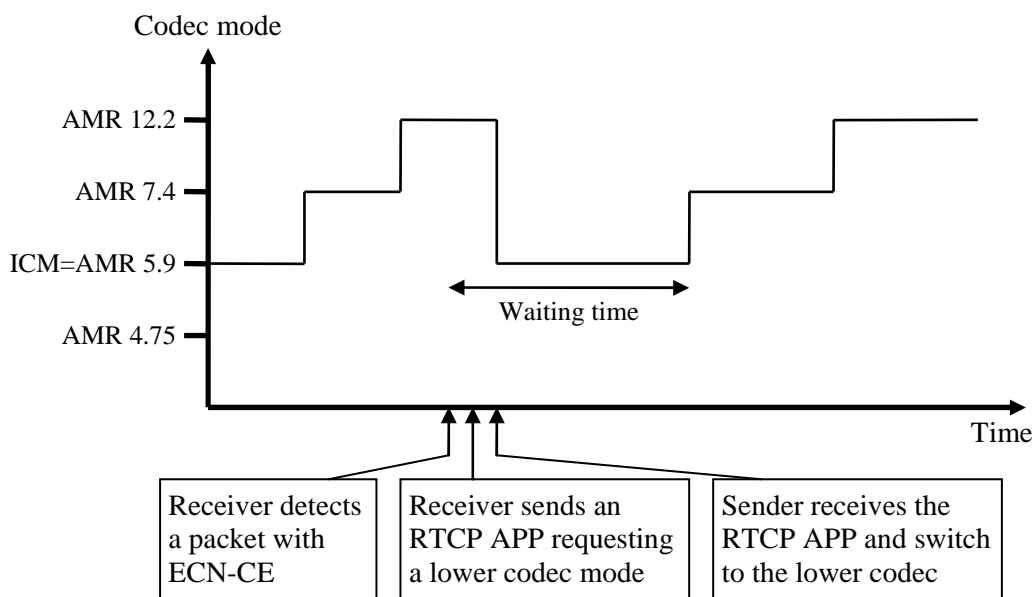 Codec mode
AMR 12.2
AMR 7.4
ICM=AMR 5.9
Waiting time
AMR 4.75
Time
Receiver detects
a packet with
ECN-CE
Receiver sends an
RTCP APP requesting
a lower codec mode
Sender receives the
RTCP APP and switch
to the lower codec